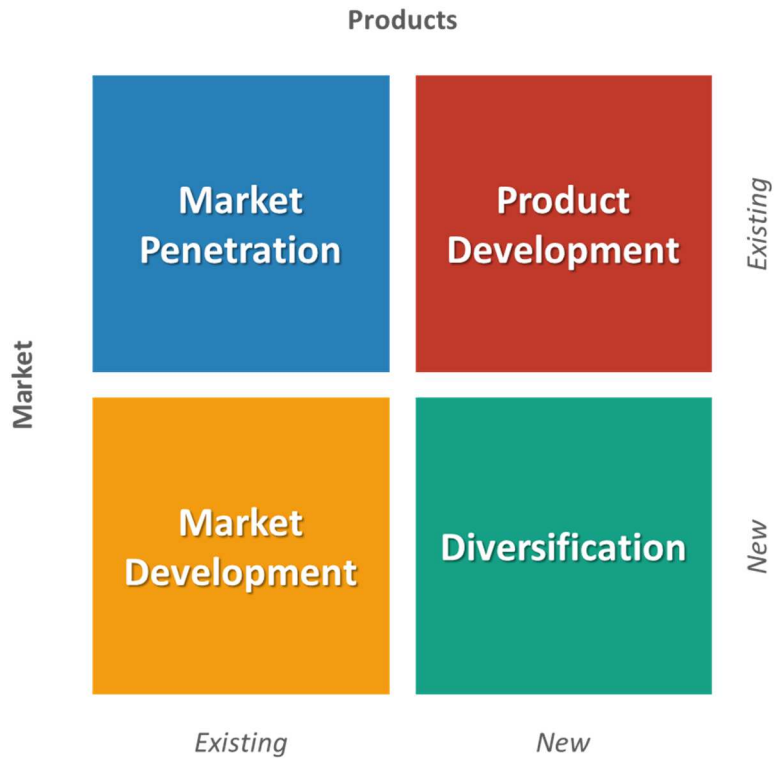 Products
Market
Penetration
Product
Development
Existing
Market
Market
Development
Diversification
New
Existing
New